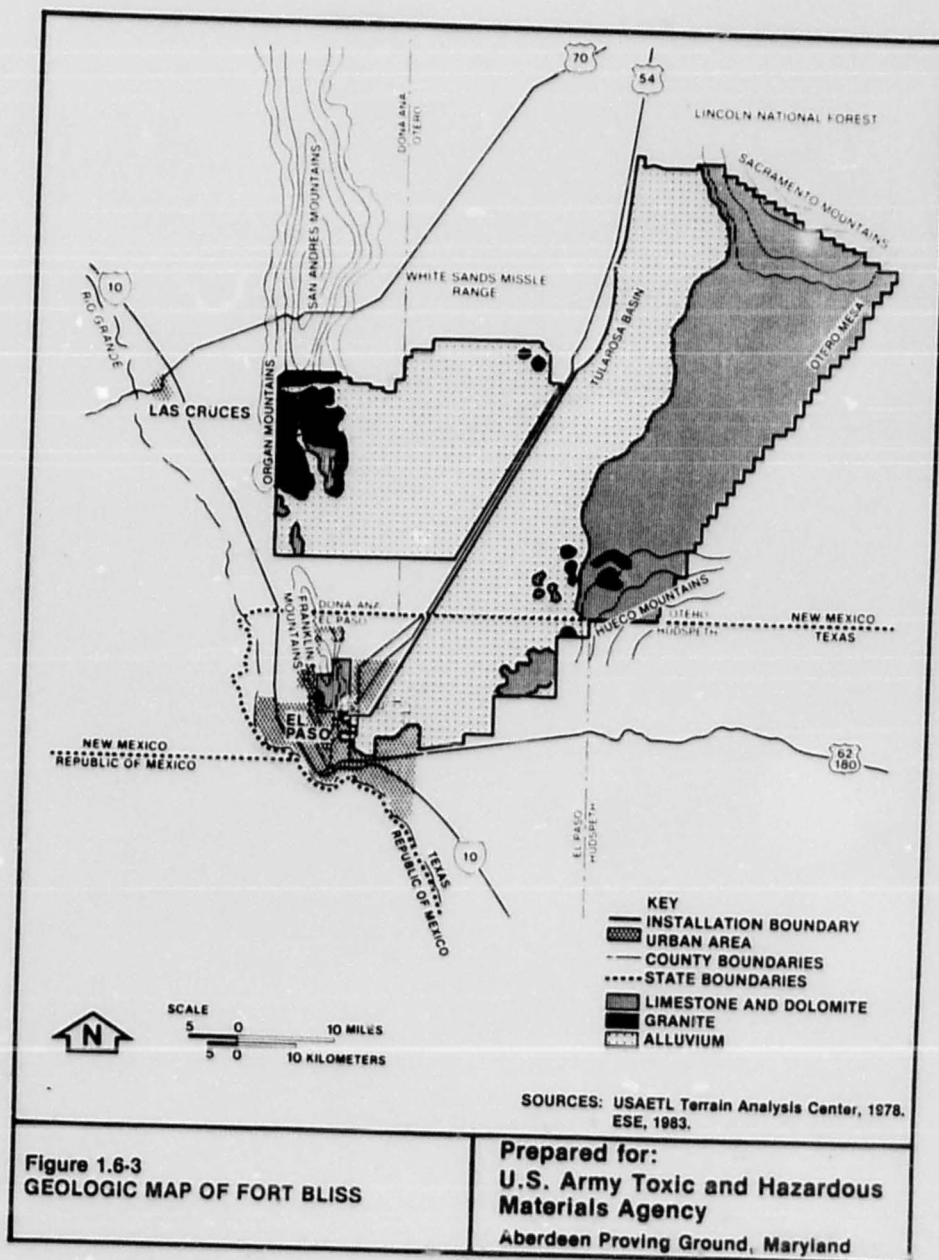 70
54
LINCOLN NATIONAL FOREST
DONA ANA
OTERO
SACRAMENTO MOUNTAINS
SAN ANDRES MOUNTAINS
WHITE SANDS MISSLE
RANGE
10
RIO GRANDE
TULAROSA BASIN
OTERO MESA
LAS CRUCES
ORGAN MOUNTAINS
FRANKLIN
MOUNTAINS
DONA ANA
EL PASO
HUECO MOUNTAINS
OTERO
HUDSPETH
NEW MEXICO
TEXAS
EL
PASO
NEW MEXICO
REPUBLIC OF MEXICO
62
180
EL PASO
HUDSPETH
TEXAS
REPUBLIC OF MEXICO
10
KEY
INSTALLATION BOUNDARY
URBAN AREA
COUNTY BOUNDARIES
STATE BOUNDARIES
LIMESTONE AND DOLOMITE
GRANITE
ALLUVIUM
N
SCALE
5 0 10 MILES
5 0 10 KILOMETERS
SOURCES: USAETL Terrain Analysis Center, 1978.
ESE, 1983.
Figure 1.6-3
GEOLOGIC MAP OF FORT BLISS
Prepared for:
U.S. Army Toxic and Hazardous
Materials Agency
Aberdeen Proving Ground, Maryland